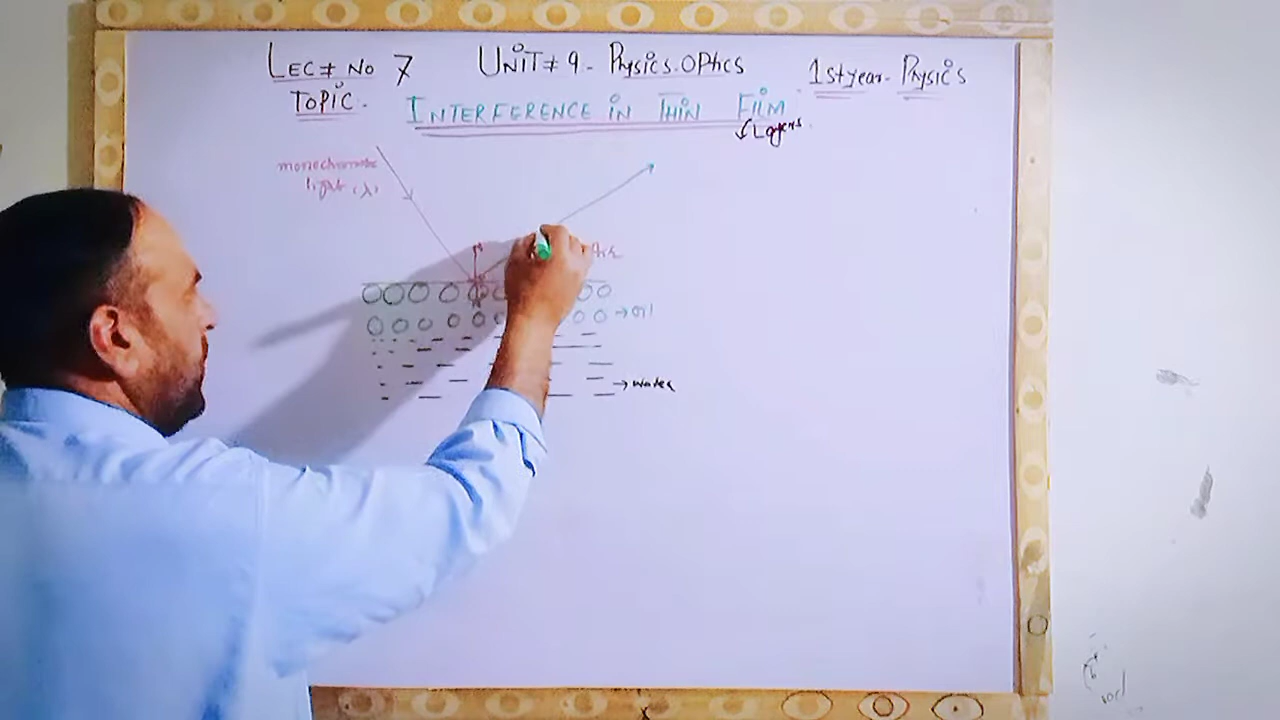 LEC # NO 7 UNIT # 9 - PHYSICS OPTICS 1st year - PHYSICS
TOPIC - INTERFERENCE IN THIN FILM
Layers
monochromatic
light (λ)
Air
→ oil
→ water